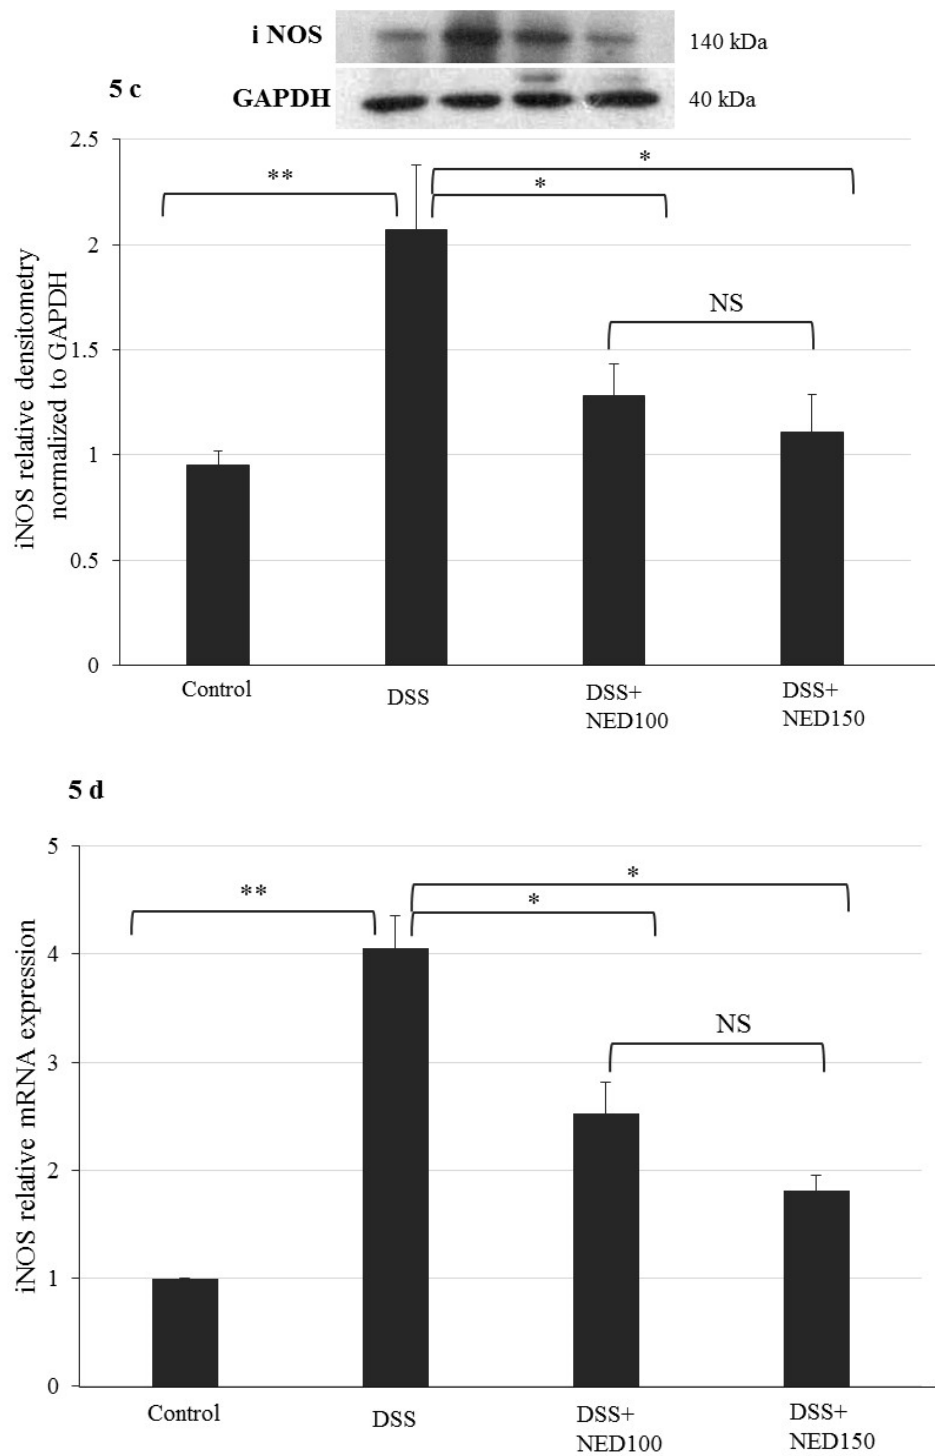 i NOS
140 kDa
5 c
GAPDH
40 kDa
2.5
2
1.5
1
0.5
0
iNOS relative densitometry
normalized to GAPDH
**
*
*
NS
Control
DSS
DSS+
NED100
DSS+
NED150
5 d
5
4
3
2
1
0
iNOS relative mRNA expression
**
*
*
NS
Control
DSS
DSS+
NED100
DSS+
NED150